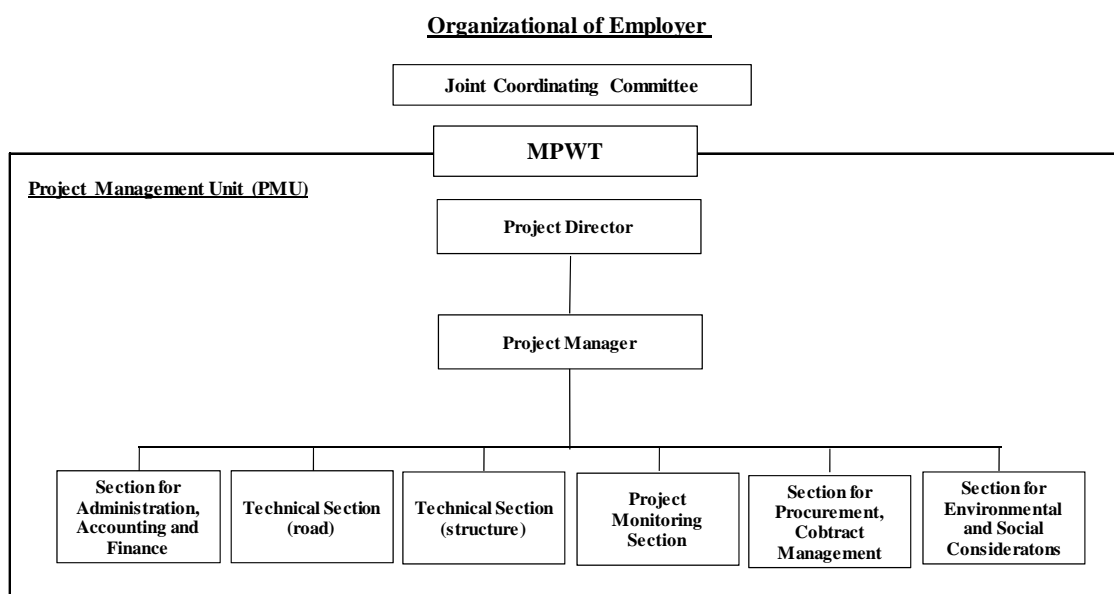 Organizational of Employer
Joint Coordinating Committee
MPWT
Project Management Unit (PMU)
Project Director
Project Manager
Section for
Administration,
Accounting and
Finance
Technical Section
(road)
Technical Section
(structure)
Project
Monitoring
Section
Section for
Procurement,
Cobtract
Management
Section for
Environmental
and Social
Consideratons